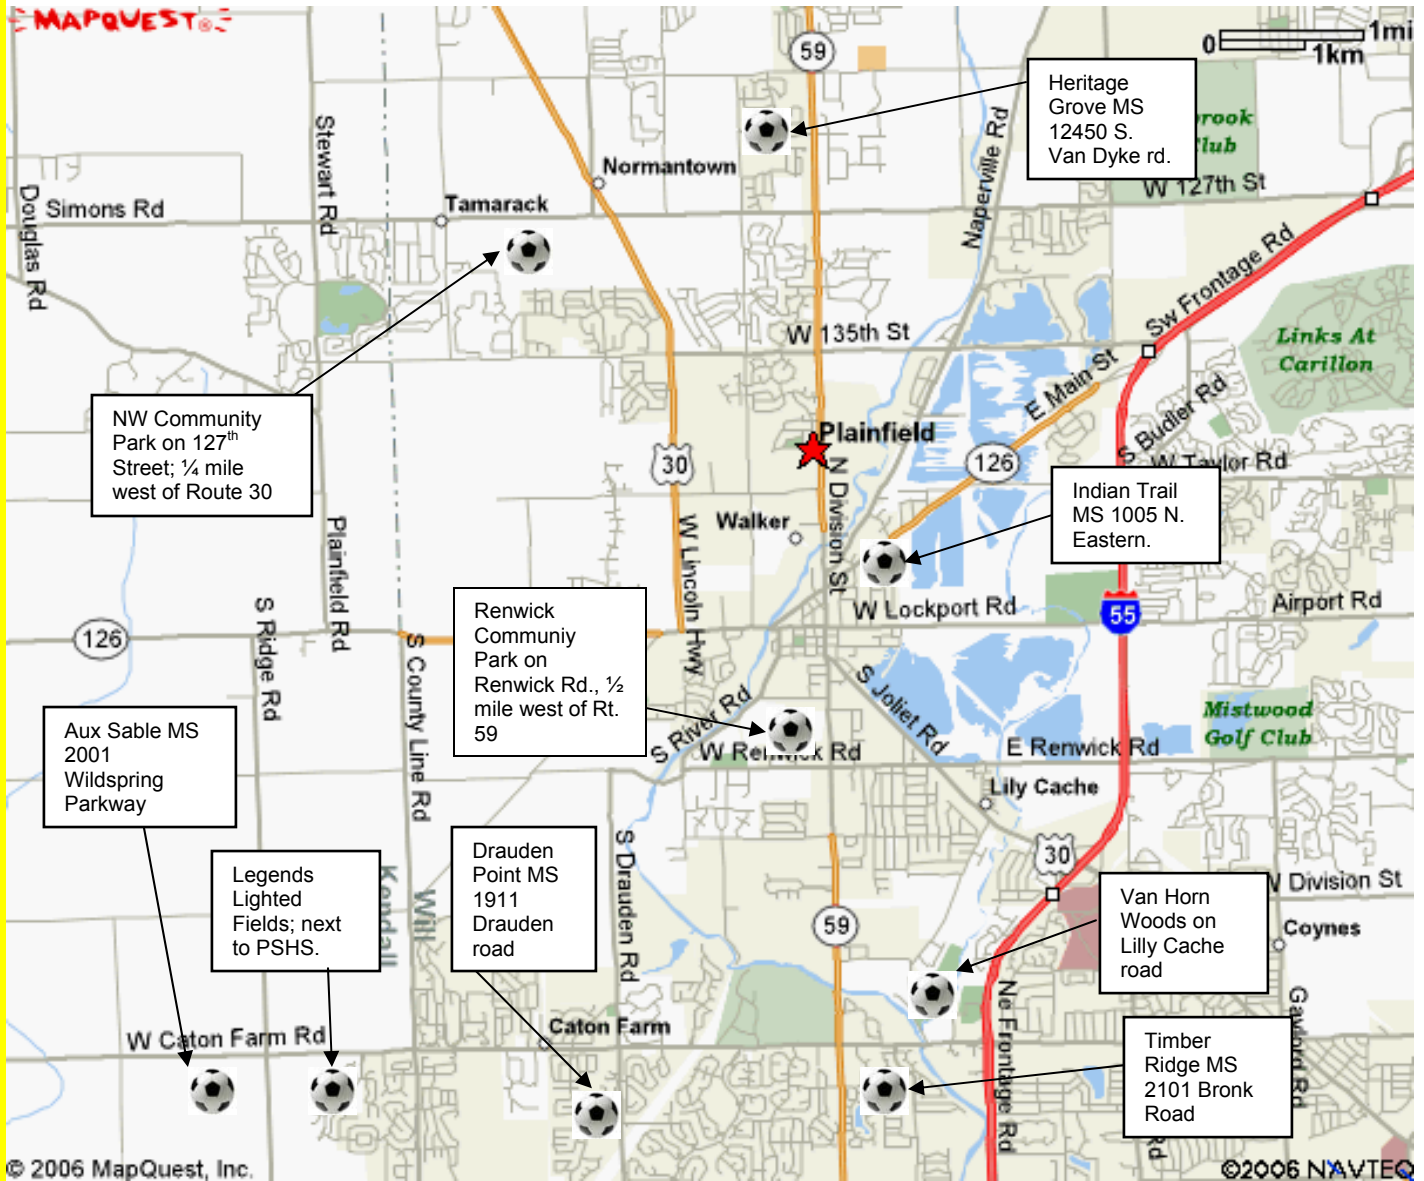 MAPQUEST®
0 1mi
1km
59
Heritage
Grove MS
12450 S.
Van Dyke rd.
Naperville Rd
W 127th St
Stewart Rd
Normantown
Tamarack
Simons Rd
Douglas Rd
Sw Frontage Rd
W 135th St
Links At
Carillon
E Main St
S Budler Rd
NW Community
Park on 127th
Street; ¼ mile
west of Route 30
Plainfield
30
126
W Taylor Rd
N Division St
Walker
W Lincoln Hwy
Indian Trail
MS 1005 N.
Eastern.
Plainfield Rd
S Ridge Rd
126
Renwick
Communiy
Park on
Renwick Rd., ½
mile west of Rt.
59
W Lockport Rd
55
Airport Rd
S County Line Rd
S River Rd
S Joliet Rd
Mistwood
Golf Club
Aux Sable MS
2001
Wildspring
Parkway
W Renwick Rd
E Renwick Rd
Lily Cache
30
S Drauden Rd
Legends
Lighted
Fields; next
to PSHS.
Kendall
Will
Drauden
Point MS
1911
Drauden
road
59
Van Horn
Woods on
Lilly Cache
road
W Division St
Coynes
Ne Frontage Rd
Gaylord Rd
W Caton Farm Rd
Caton Farm
Timber
Ridge MS
2101 Bronk
Road
Rd
© 2006 MapQuest, Inc.
©2006 NAVTEQ